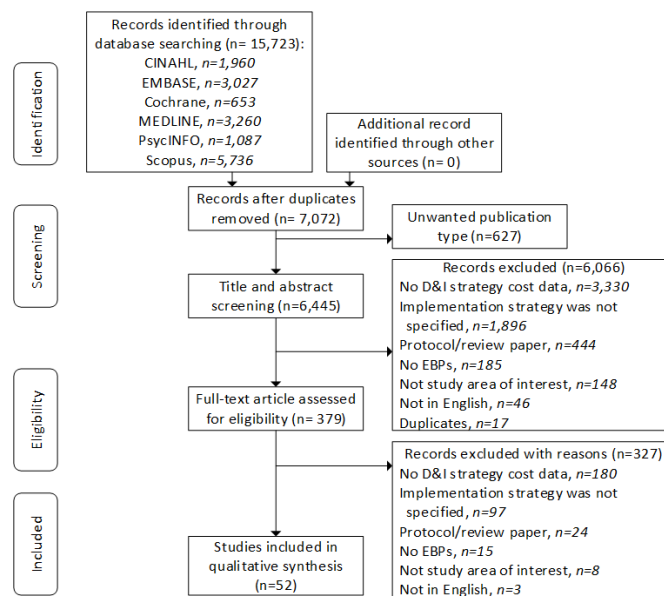 Records identified through
database searching (n= 15,723):
CINAHL, n=1,960
EMBASE, n=3,027
Cochrane, n=653
MEDLINE, n=3,260
PsycINFO, n=1,087
Scopus, n=5,736
Additional record
identified through other
sources (n= 0)
Identification
Records after duplicates
removed (n= 7,072)
Unwanted publication
type (n=627)
Screening
Title and abstract
screening (n=6,445)
Records excluded (n=6,066)
No D&I strategy cost data, n=3,330
Implementation strategy was not
specified, n=1,896
Protocol/review paper, n=444
No EBPs, n=185
Not study area of interest, n=148
Not in English, n=46
Duplicates, n=17
Eligibility
Full-text article assessed
for eligibility (n= 379)
Records excluded with reasons (n=327)
No D&I strategy cost data, n=180
Implementation strategy was not
specified, n=97
Protocol/review paper, n=24
No EBPs, n=15
Not study area of interest, n=8
Not in English, n=3
Included
Studies included in
qualitative synthesis
(n=52)